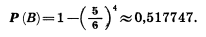 P (B) = 1 − (5/6)⁴ ≈ 0,517747.